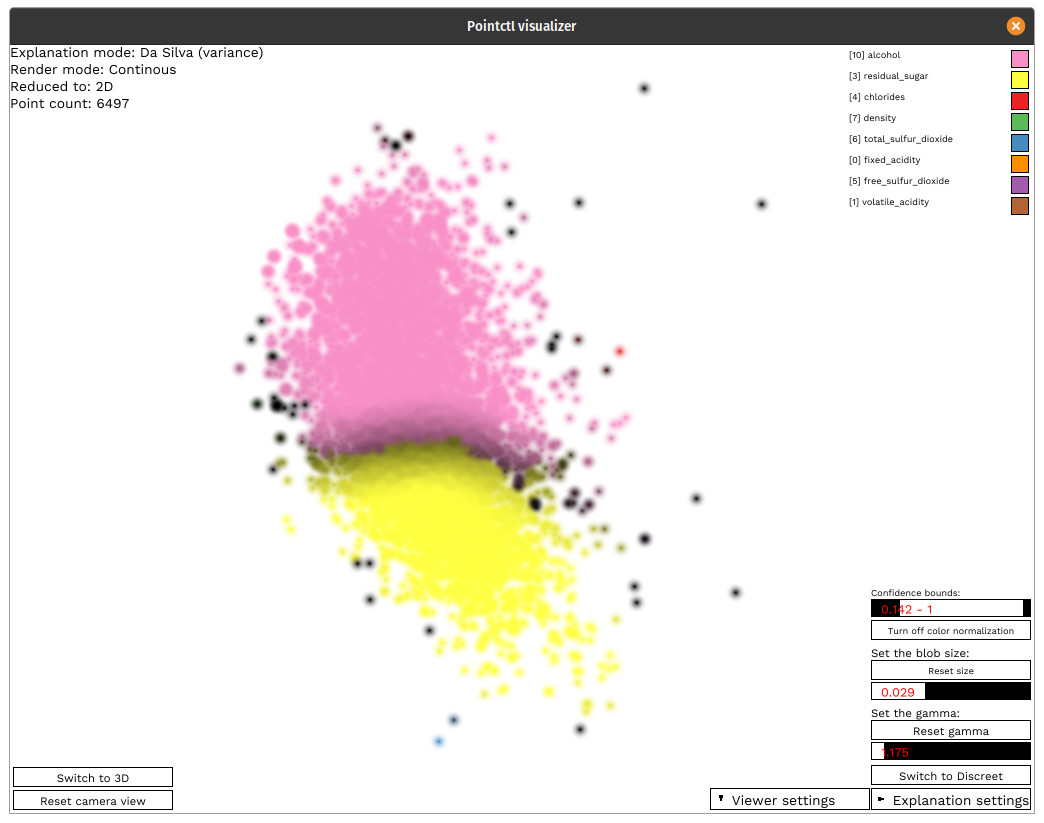 Pointctl visualizer
Explanation mode: Da Silva (variance)
Render mode: Continous
Reduced to: 2D
Point count: 6497
[10] alcohol
[3] residual_sugar
[4] chlorides
[7] density
[6] total_sulfur_dioxide
[0] fixed_acidity
[5] free_sulfur_dioxide
[1] volatile_acidity
Confidence bounds:
0.142 - 1
Turn off color normalization
Set the blob size:
Reset size
0.029
Set the gamma:
Reset gamma
1.175
Switch to Discreet
Switch to 3D
Reset camera view
Viewer settings
Explanation settings